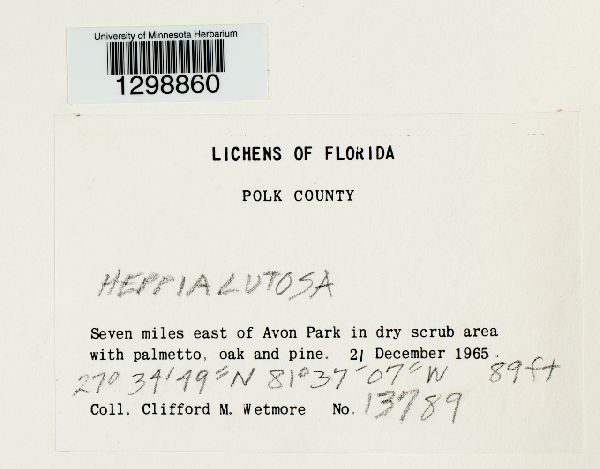 University of Minnesota Herbarium
1298860
LICHENS OF FLORIDA
POLK COUNTY
HEPPIA LUTOSA
Seven miles east of Avon Park in dry scrub area
with palmetto, oak and pine. 21 December 1965.
27° 34' 49" N 81° 37' 07" W 89ft
Coll. Clifford M. Wetmore No. 13789